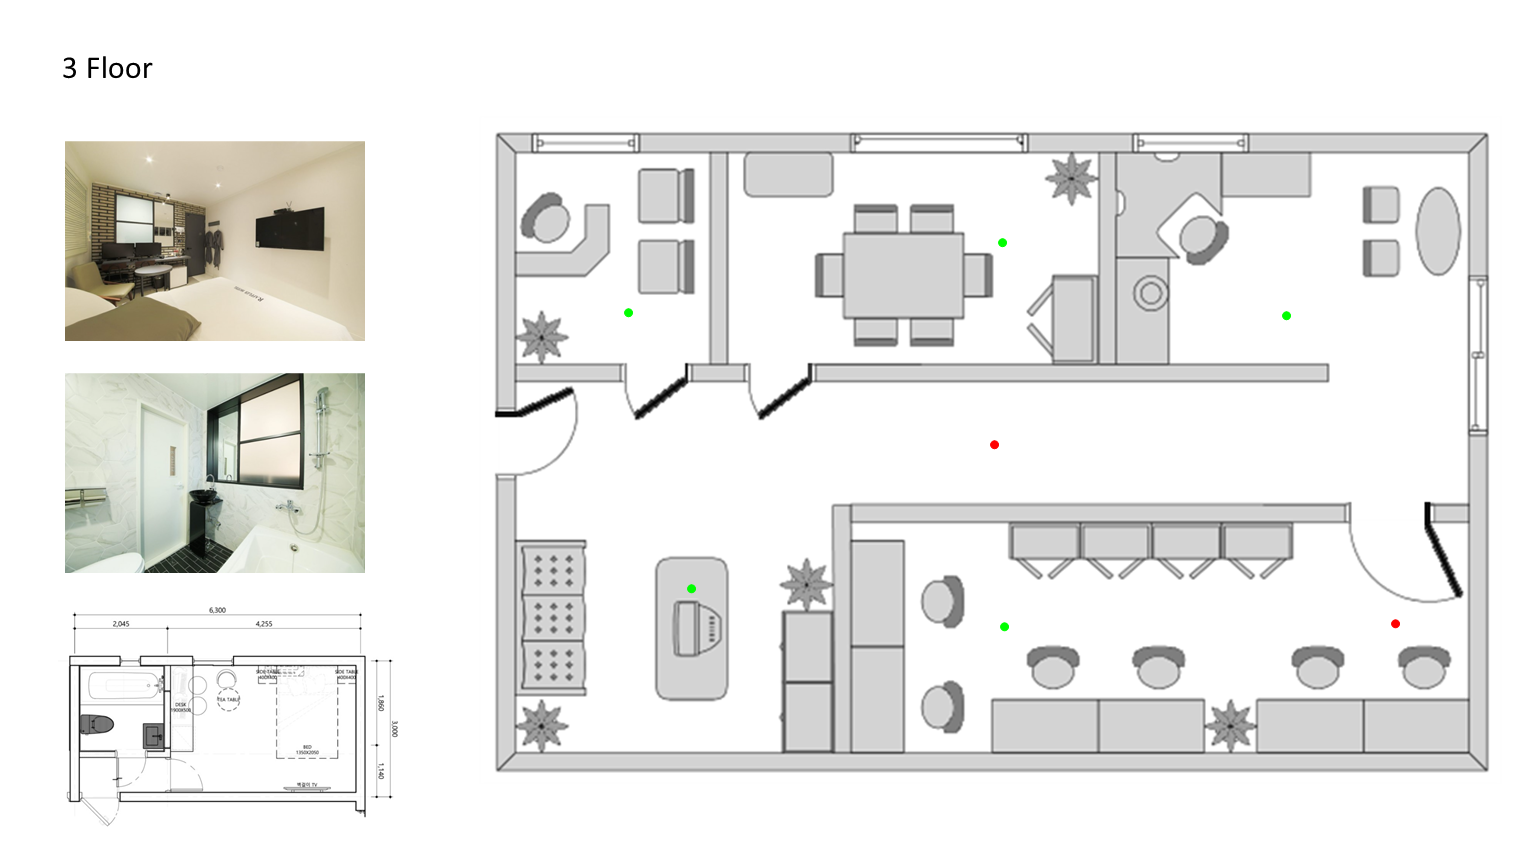 3 Floor
6,300
2,045
4,255
SIDE TABLE
400X400
SIDE TABLE
400X400
TEA TABLE
DESK
1900X500
BED
1350X2050
벽걸이 TV
1,860
3,000
1,140